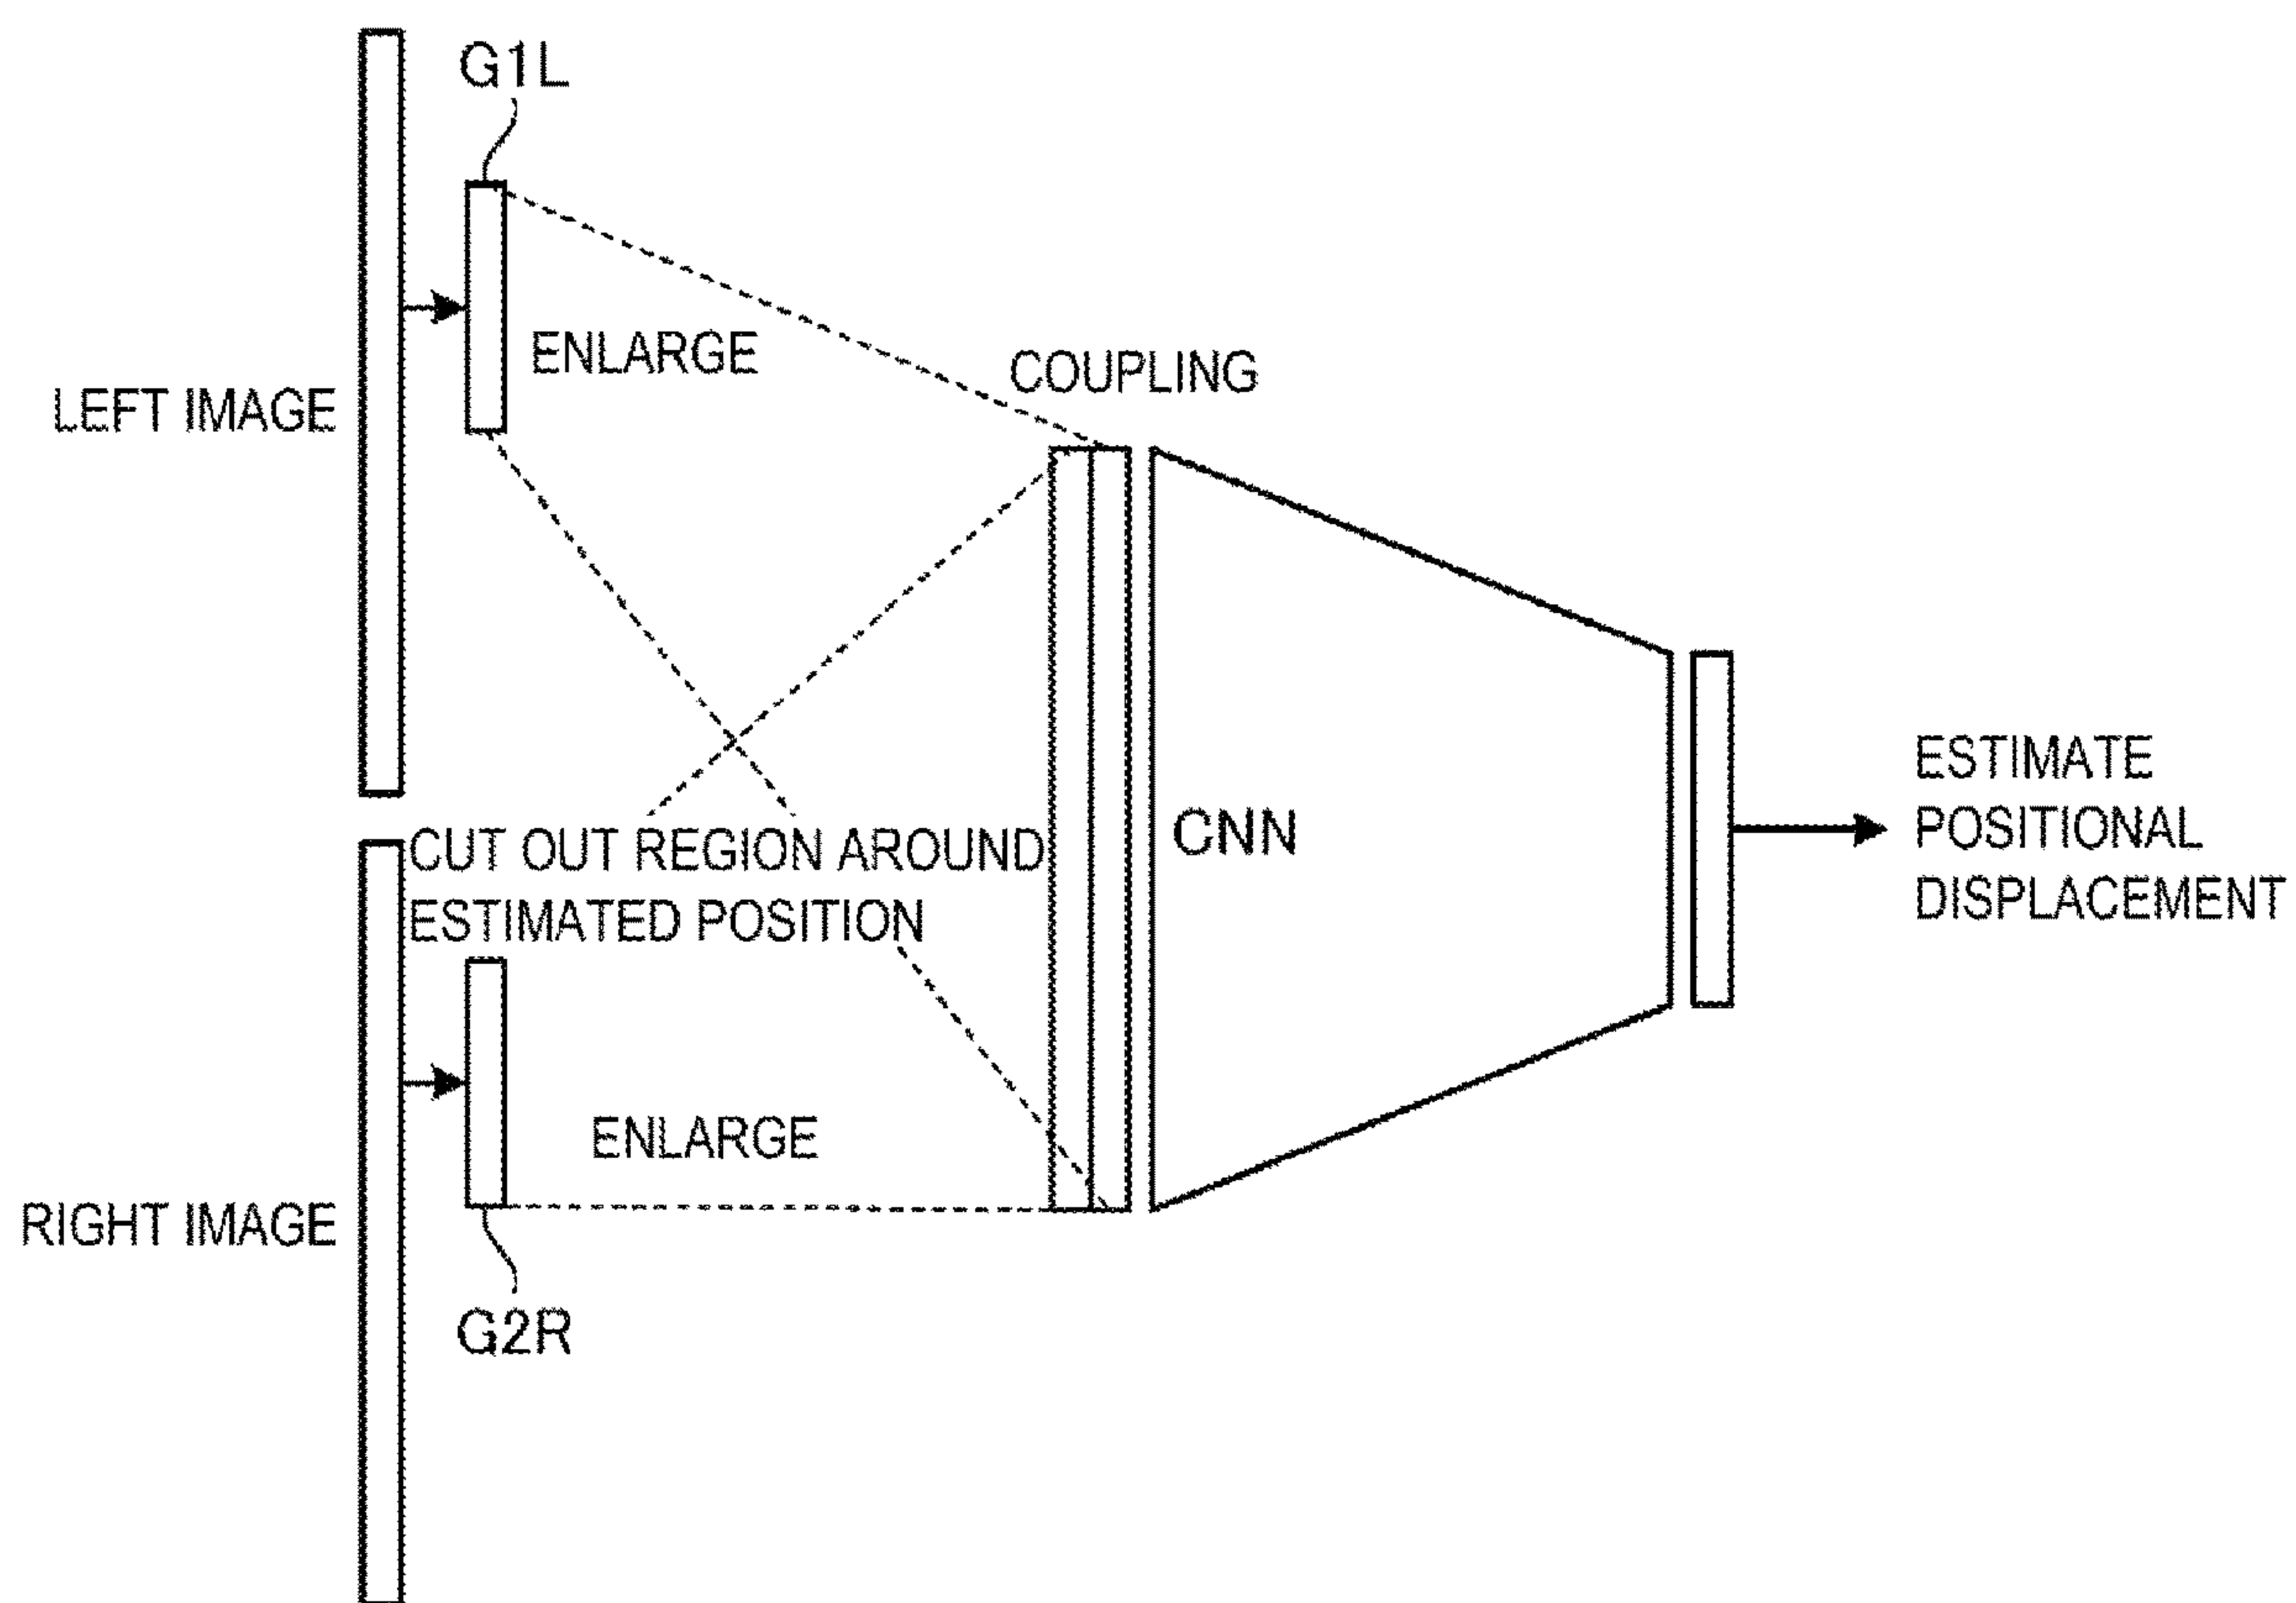 G1L
ENLARGE
COUPLING
LEFT IMAGE
CUT OUT REGION AROUND
ESTIMATED POSITION
CNN
ESTIMATE
POSITIONAL
DISPLACEMENT
ENLARGE
RIGHT IMAGE
G2R